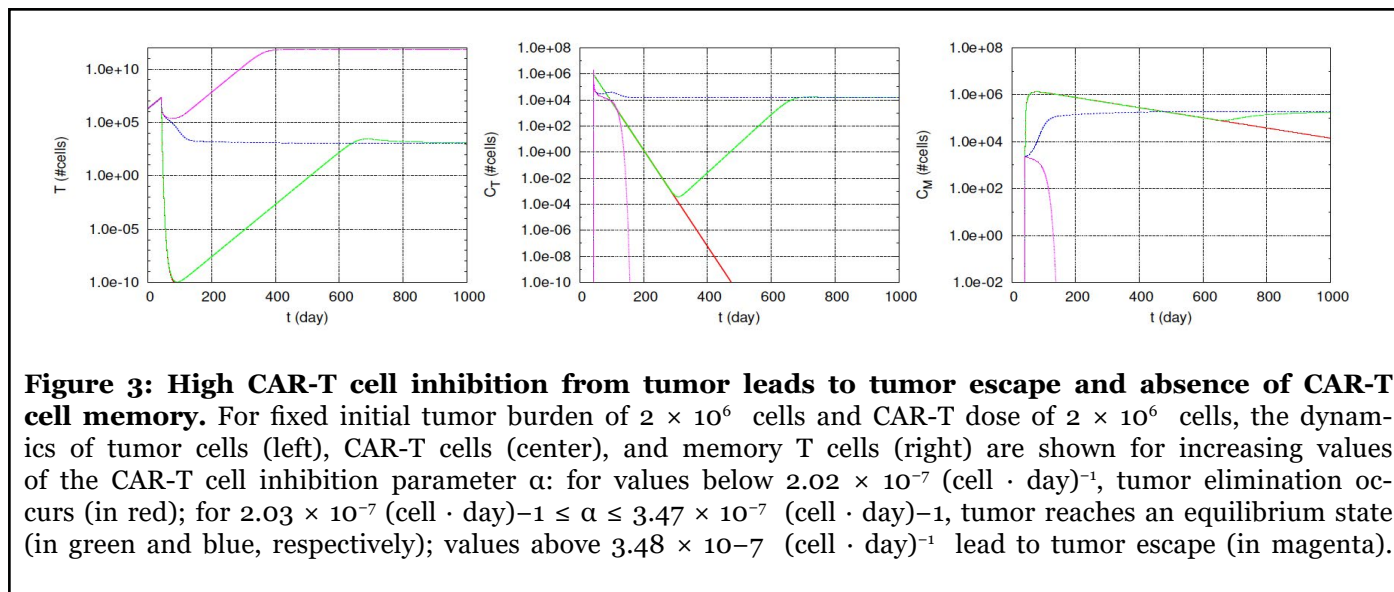 1.0e+10
1.0e+05
1.0e+00
1.0e-05
1.0e-10
T (#cells)
0 200 400 600 800 1000
t (day)
1.0e+08
1.0e+06
1.0e+04
1.0e+02
1.0e+00
1.0e-02
1.0e-04
1.0e-06
1.0e-08
1.0e-10
C_T (#cells)
0 200 400 600 800 1000
t (day)
1.0e+08
1.0e+06
1.0e+04
1.0e+02
1.0e+00
1.0e-02
C_M (#cells)
0 200 400 600 800 1000
t (day)
Figure 3: High CAR-T cell inhibition from tumor leads to tumor escape and absence of CAR-T
cell memory. For fixed initial tumor burden of 2 × 10⁶ cells and CAR-T dose of 2 × 10⁶ cells, the dynam-
ics of tumor cells (left), CAR-T cells (center), and memory T cells (right) are shown for increasing values
of the CAR-T cell inhibition parameter α: for values below 2.02 × 10⁻⁷ (cell · day)⁻¹, tumor elimination oc-
curs (in red); for 2.03 × 10⁻⁷ (cell · day)−1 ≤ α ≤ 3.47 × 10⁻⁷ (cell · day)−1, tumor reaches an equilibrium state
(in green and blue, respectively); values above 3.48 × 10−7 (cell · day)⁻¹ lead to tumor escape (in magenta).